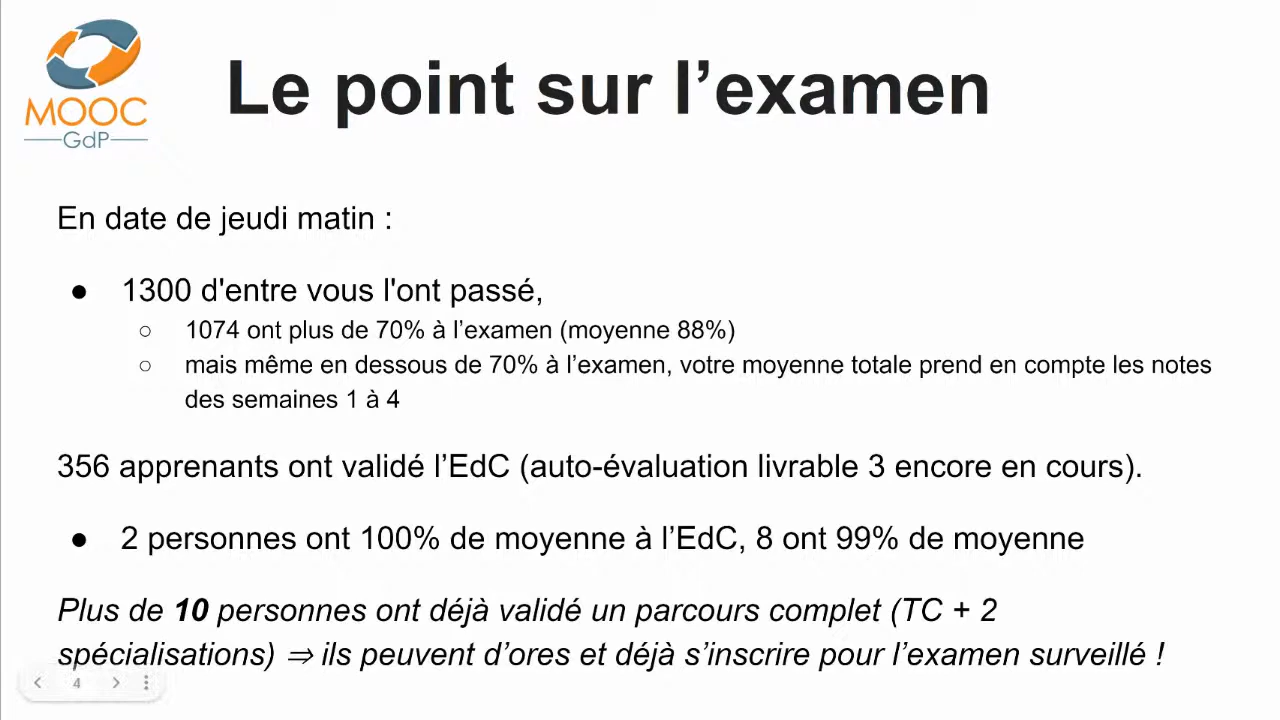 MOOC
GdP
Le point sur l’examen
En date de jeudi matin :
● 1300 d'entre vous l'ont passé,
○ 1074 ont plus de 70% à l’examen (moyenne 88%)
○ mais même en dessous de 70% à l’examen, votre moyenne totale prend en compte les notes
des semaines 1 à 4
356 apprenants ont validé l’EdC (auto-évaluation livrable 3 encore en cours).
● 2 personnes ont 100% de moyenne à l’EdC, 8 ont 99% de moyenne
Plus de 10 personnes ont déjà validé un parcours complet (TC + 2
spécialisations) ⇒ ils peuvent d’ores et déjà s’inscrire pour l’examen surveillé !
4